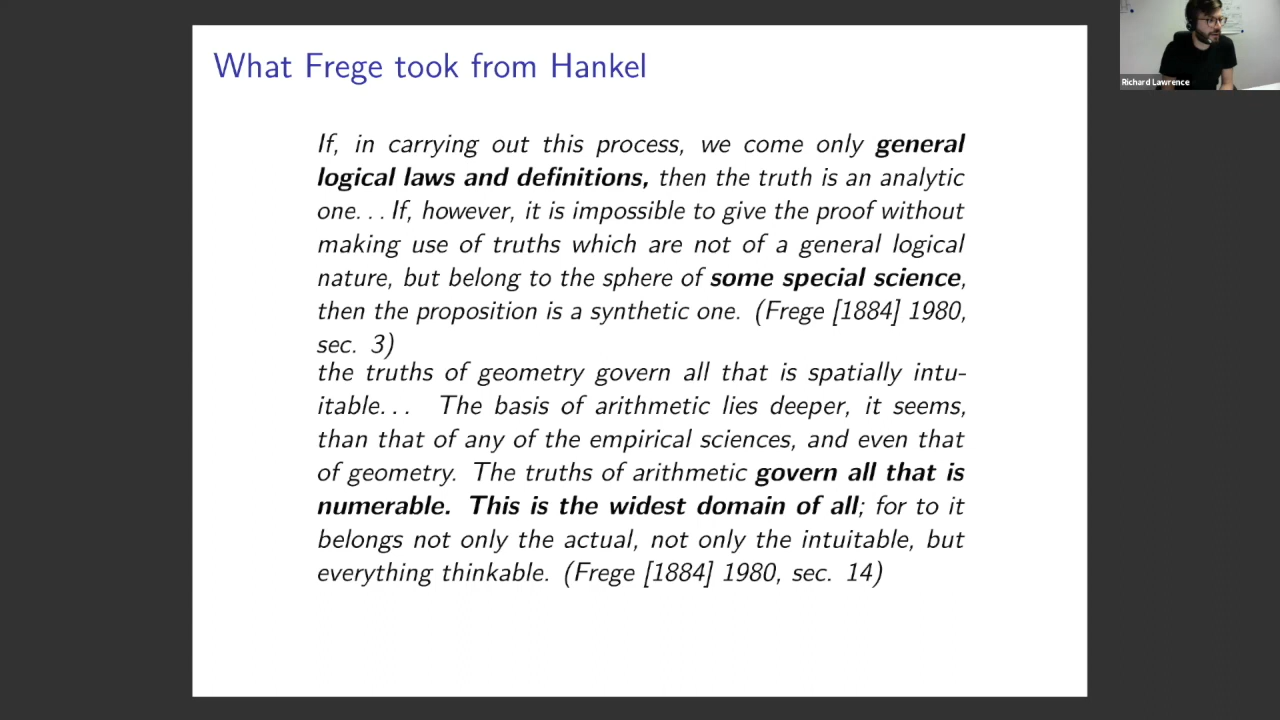 What Frege took from Hankel
Richard Lawrence
If, in carrying out this process, we come only general
logical laws and definitions, then the truth is an analytic
one. . . If, however, it is impossible to give the proof without
making use of truths which are not of a general logical
nature, but belong to the sphere of some special science,
then the proposition is a synthetic one. (Frege [1884] 1980,
sec. 3)
the truths of geometry govern all that is spatially intu-
itable. . . The basis of arithmetic lies deeper, it seems,
than that of any of the empirical sciences, and even that
of geometry. The truths of arithmetic govern all that is
numerable. This is the widest domain of all; for to it
belongs not only the actual, not only the intuitable, but
everything thinkable. (Frege [1884] 1980, sec. 14)